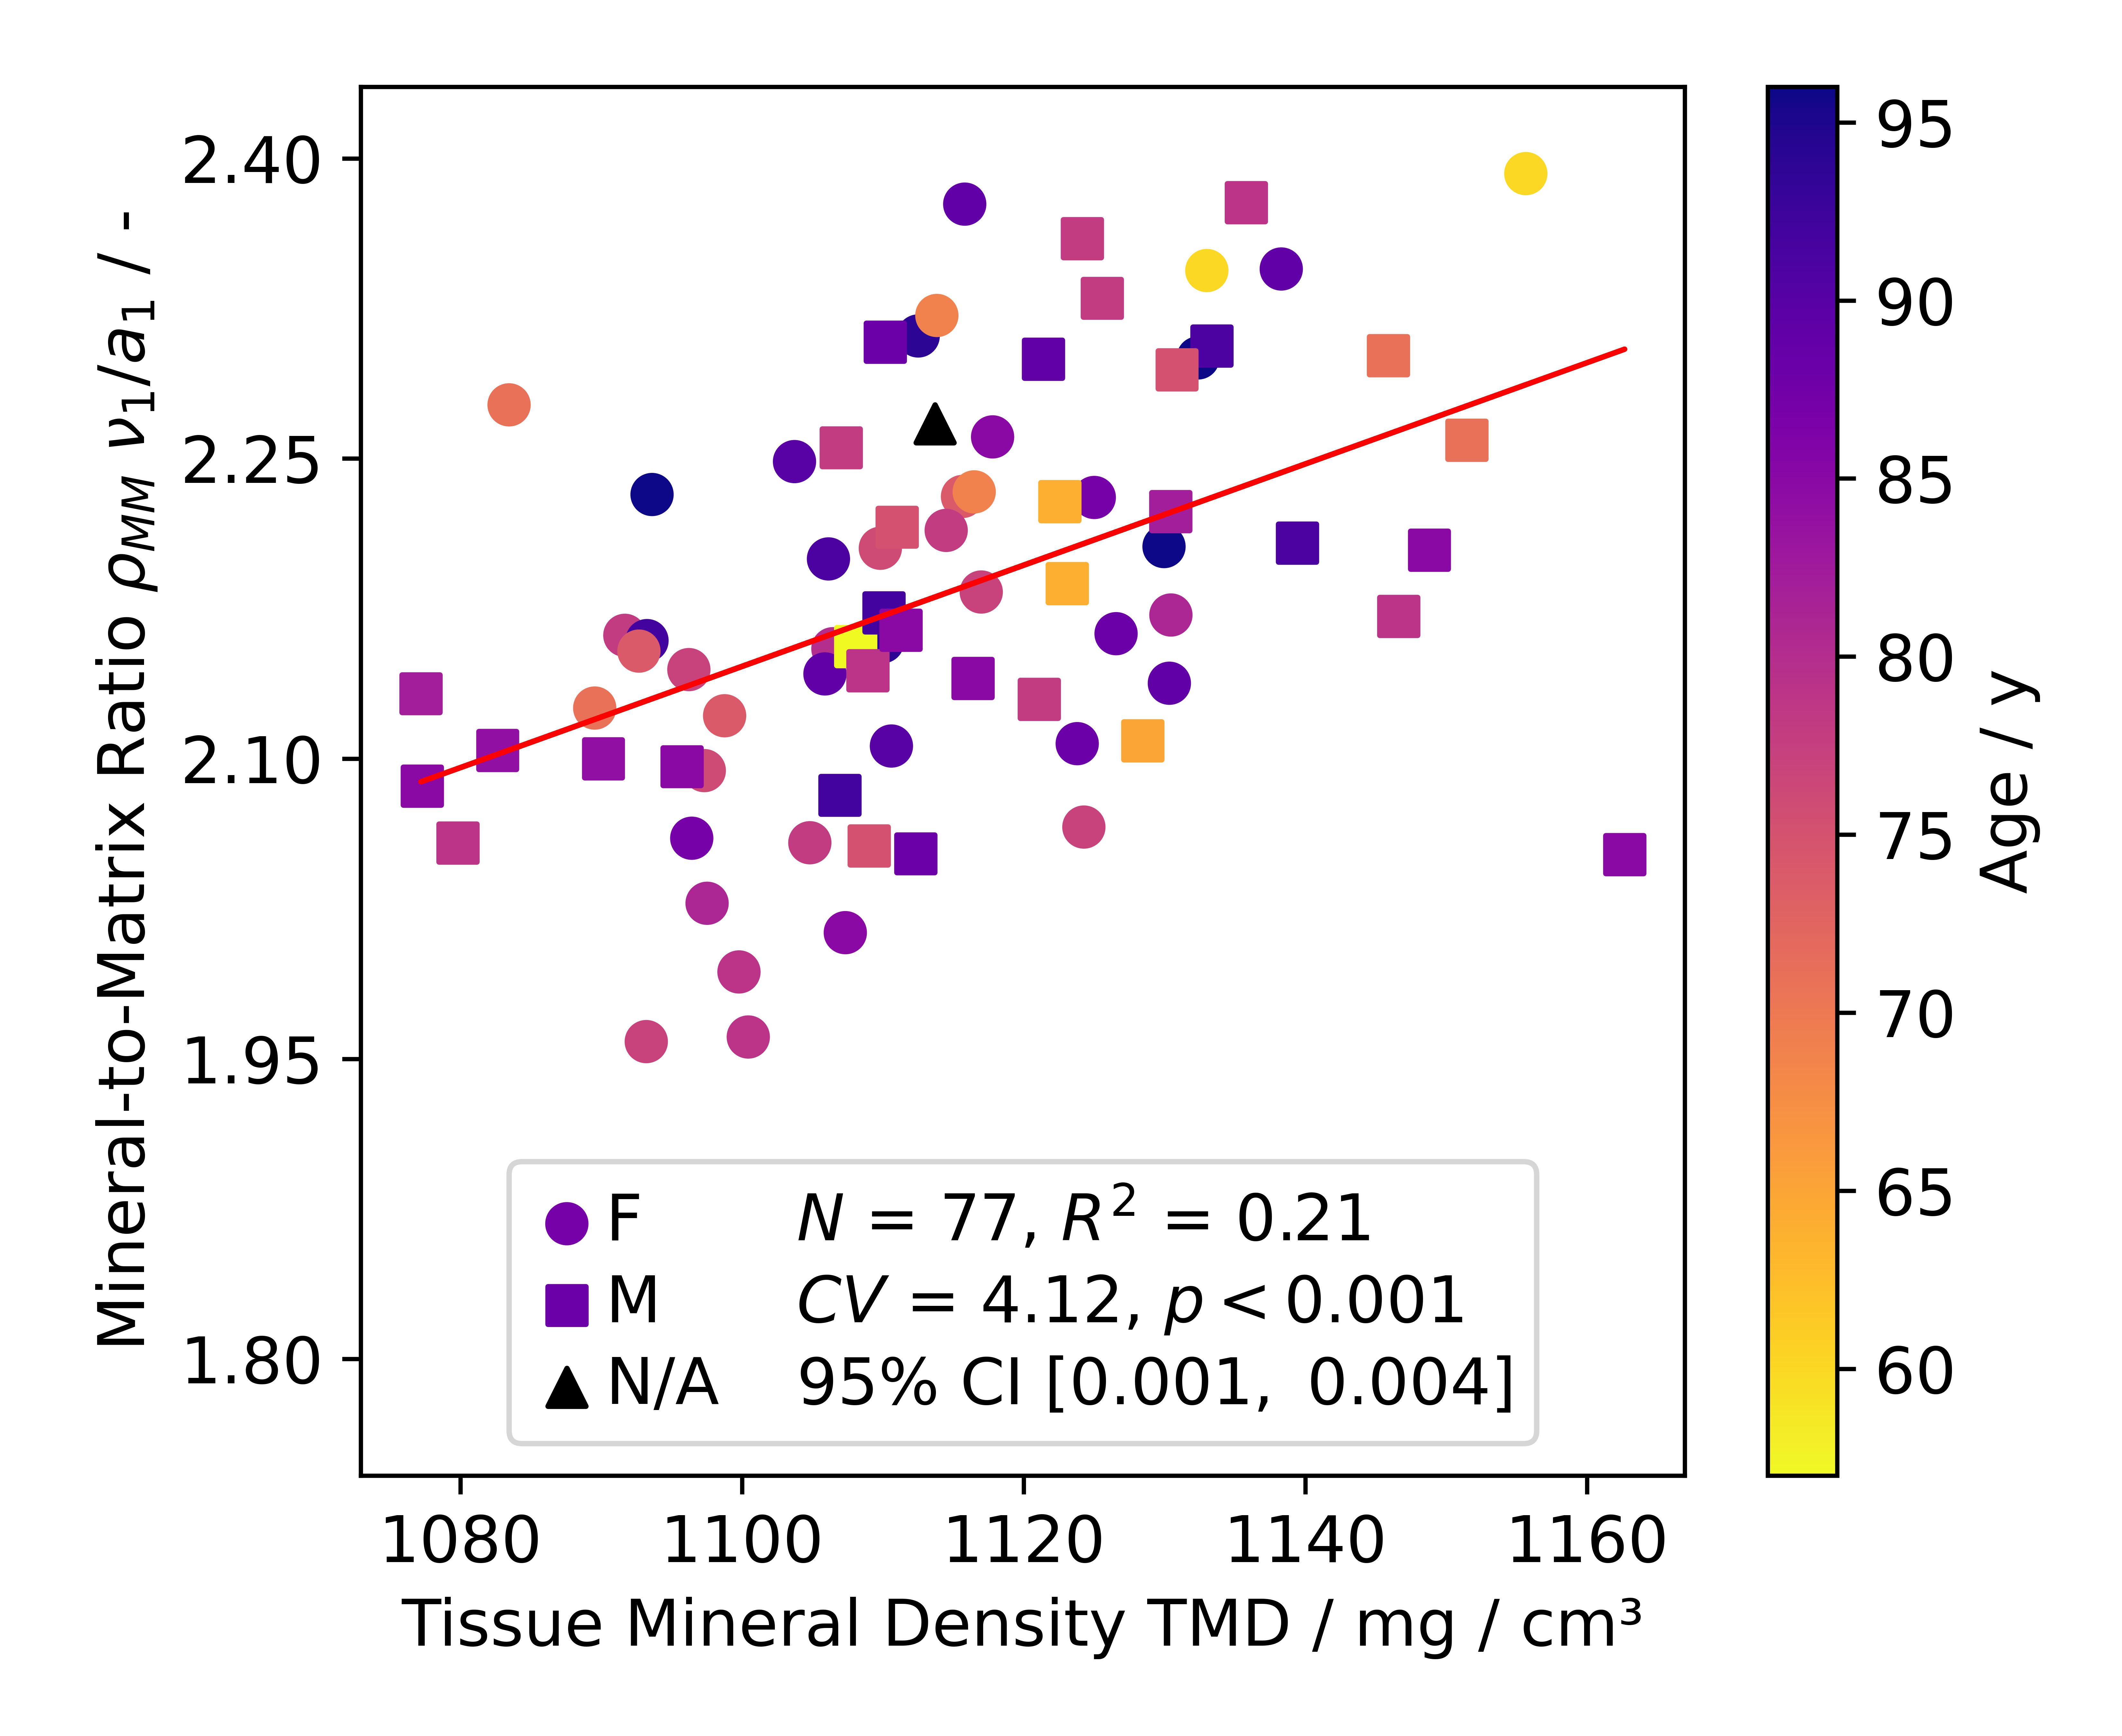 Mineral-to-Matrix Ratio ρMM ν1/a1 / -
2.40
2.25
2.10
1.95
1.80
F
M
N/A
N = 77, R² = 0.21
CV = 4.12, p < 0.001
95% CI [0.001, 0.004]
1080 1100 1120 1140 1160
Tissue Mineral Density TMD / mg / cm³
95
90
85
80
75
70
65
60
Age / y